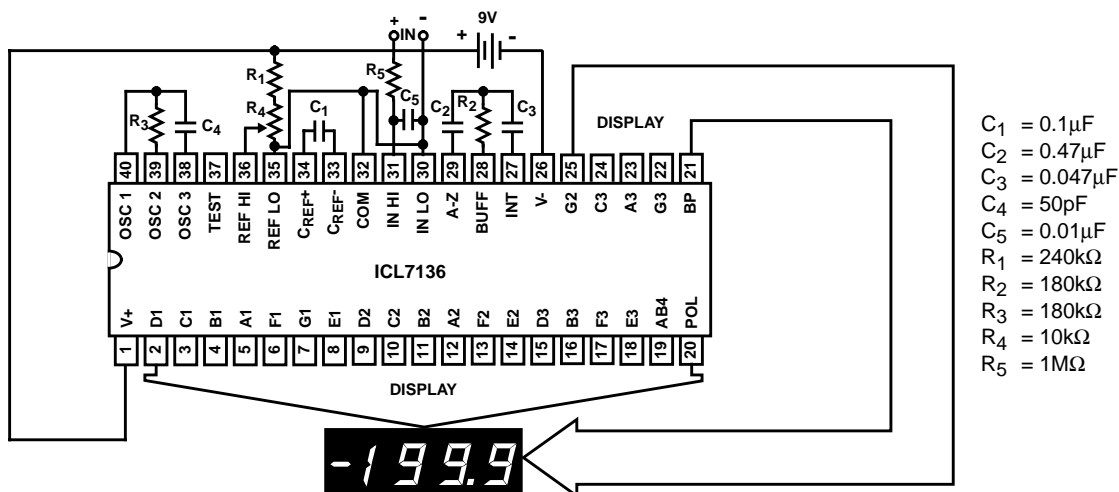 + IN -
+ 9V -
R1 R5 C5
R4 C1 C2 R2 C3
R3 C4
DISPLAY
40 39 38 37 36 35 34 33 32 31 30 29 28 27 26 25 24 23 22 21
OSC 1 OSC 2 OSC 3 TEST REF HI REF LO CREF+ CREF- COM IN HI IN LO A-Z BUFF INT V- G2 C3 A3 G3 BP
ICL7136
V+ D1 C1 B1 A1 F1 G1 E1 D2 C2 B2 A2 F2 E2 D3 B3 F3 E3 AB4 POL
1 2 3 4 5 6 7 8 9 10 11 12 13 14 15 16 17 18 19 20
DISPLAY
-199.9
C1 = 0.1μF
C2 = 0.47μF
C3 = 0.047μF
C4 = 50pF
C5 = 0.01μF
R1 = 240kΩ
R2 = 180kΩ
R3 = 180kΩ
R4 = 10kΩ
R5 = 1MΩ